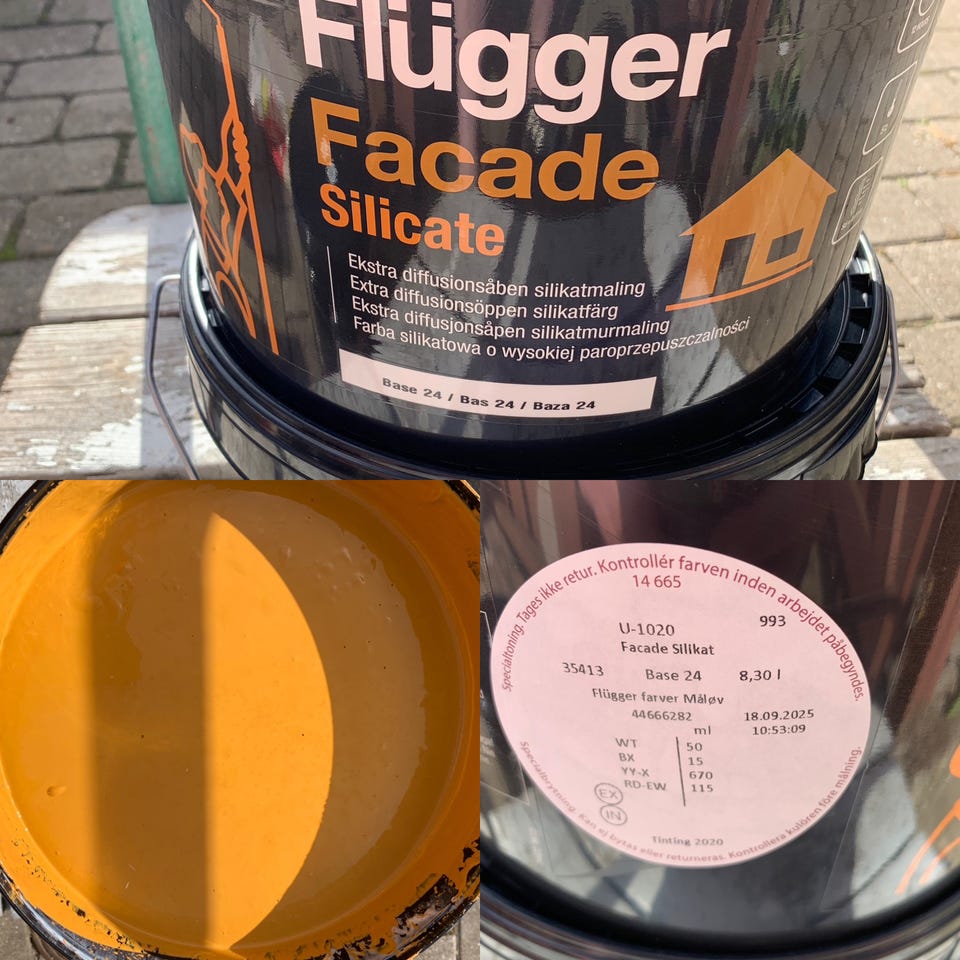 Flügger
Facade
Silicate
Ekstra diffusionsåben silikatmaling
Extra diffusionsöppen silikatfärg
Ekstra diffusjonsåpen silikatmurmaling
Farba silikatowa o wysokiej paroprzepuszczalności
Base 24 / Bas 24 / Baza 24
Specialtoning. Tages ikke retur. Kontrollér farven inden arbejdet påbegyndes.
14 665
993
U-1020
Facade Silikat
35413 Base 24 8,30 l
Flügger farver Måløv
44666282 18.09.2025
ml 10:53:09
WT 50
BX 15
YY-X 670
RD-EW 115
EX
IN
Tinting 2020
Specialbrytning. Kan ej bytas eller returneras. Kontrollera kulören före målning.